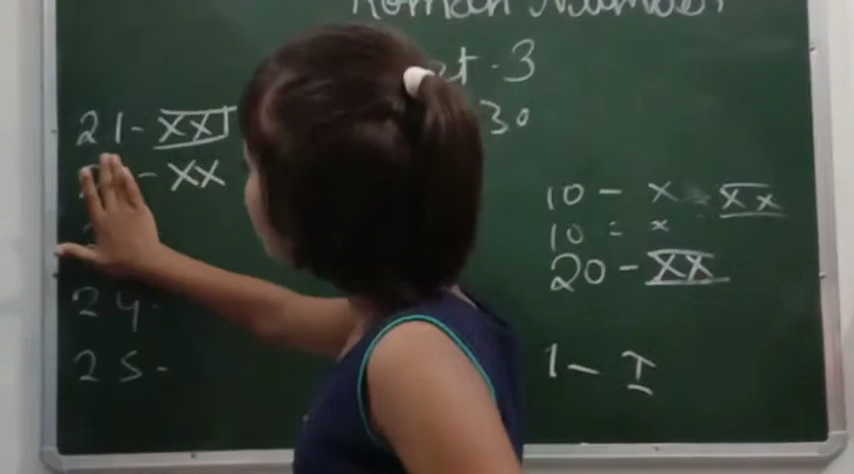 Roman Number
- 3
30
21 - XXI
- XX
24 -
25 -
10 - X XX
10 = X
20 - XX
1 - I